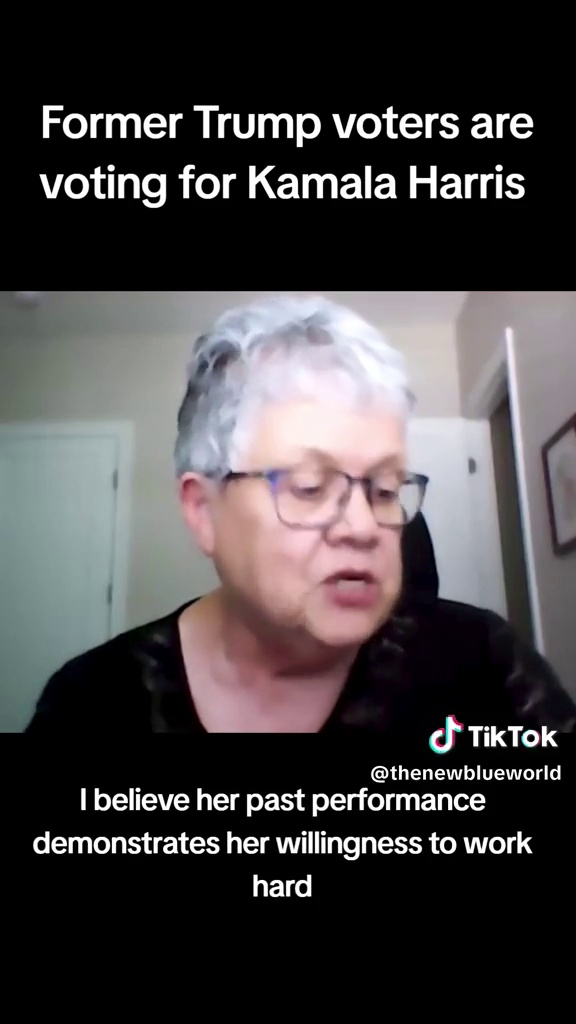 Former Trump voters are
voting for Kamala Harris
TikTok
@thenewblueworld
I believe her past performance
demonstrates her willingness to work
hard